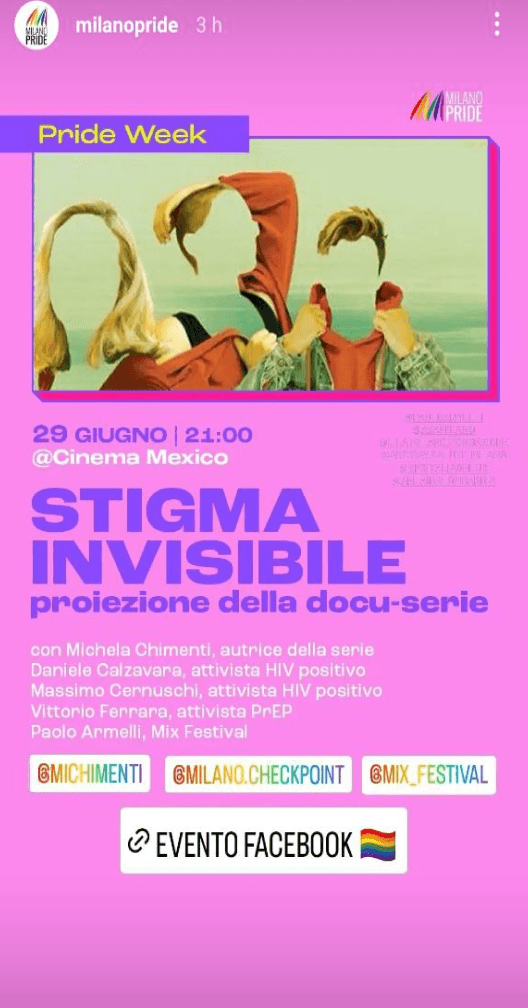 MILANO
PRIDE
milanopride 3 h
MILANO
PRIDE
Pride Week
29 GIUGNO | 21:00
@Cinema Mexico
STIGMA
INVISIBILE
proiezione della docu-serie
con Michela Chimenti, autrice della serie
Daniele Calzavara, attivista HIV positivo
Massimo Cernuschi, attivista HIV positivo
Vittorio Ferrara, attivista PrEP
Paolo Armelli, Mix Festival
@MICHIMENTI @MILANO.CHECKPOINT @MIX_FESTIVAL
EVENTO FACEBOOK